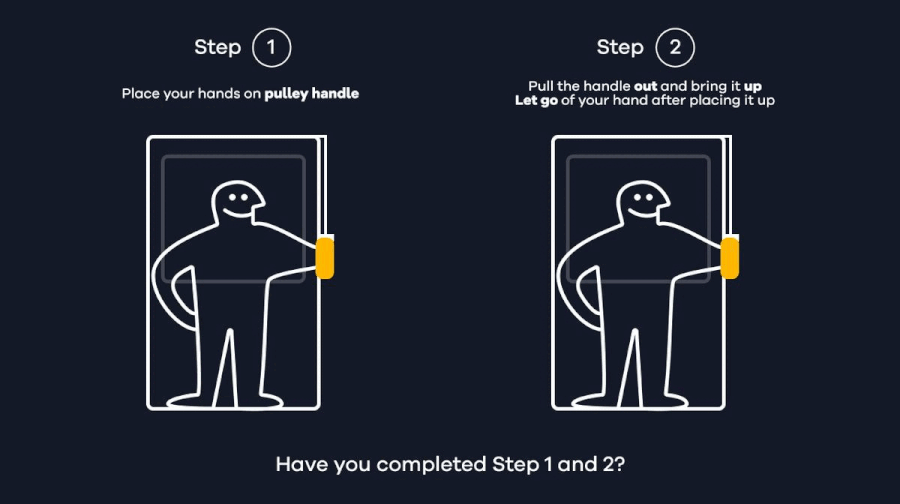 Step 1
Place your hands on pulley handle
Step 2
Pull the handle out and bring it up
Let go of your hand after placing it up
Have you completed Step 1 and 2?